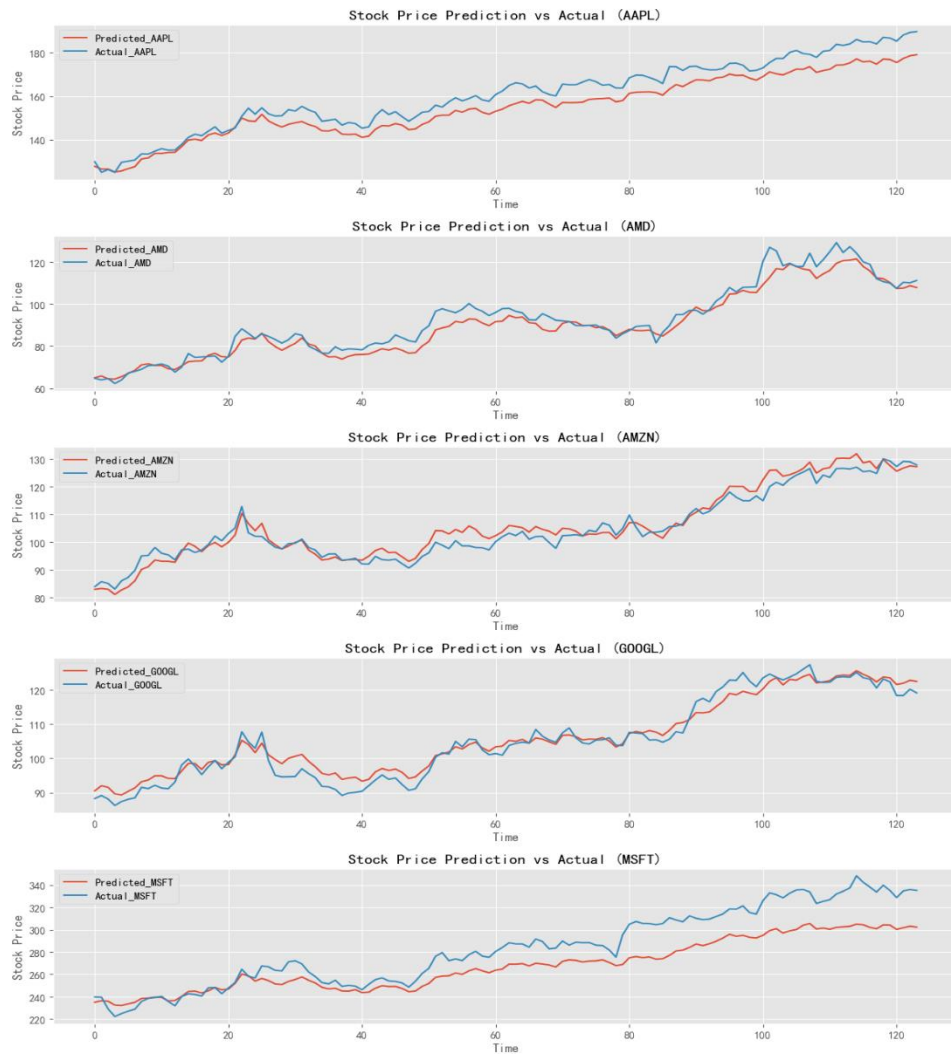 Stock Price Prediction vs Actual (AAPL)
Predicted_AAPL
Actual_AAPL
180
160
140
Stock Price
0 20 40 60 80 100 120
Time
Stock Price Prediction vs Actual (AMD)
Predicted_AMD
Actual_AMD
120
100
80
60
Stock Price
0 20 40 60 80 100 120
Time
Stock Price Prediction vs Actual (AMZN)
Predicted_AMZN
Actual_AMZN
130
120
110
100
90
80
Stock Price
0 20 40 60 80 100 120
Time
Stock Price Prediction vs Actual (GOOGL)
Predicted_GOOGL
Actual_GOOGL
120
110
100
90
Stock Price
0 20 40 60 80 100 120
Time
Stock Price Prediction vs Actual (MSFT)
Predicted_MSFT
Actual_MSFT
340
320
300
280
260
240
220
Stock Price
0 20 40 60 80 100 120
Time